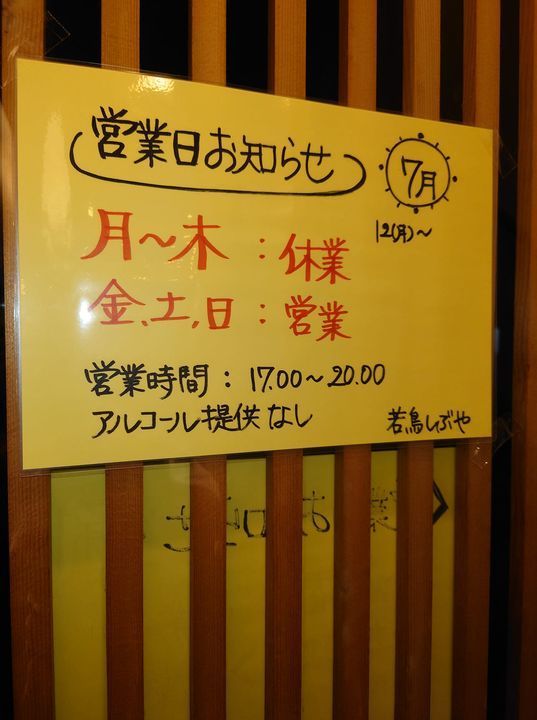 営業日お知らせ
7月
12(月)～
月～木：休業
金、土、日：営業
営業時間：17.00～20.00
アルコール提供なし
若鳥しぶや